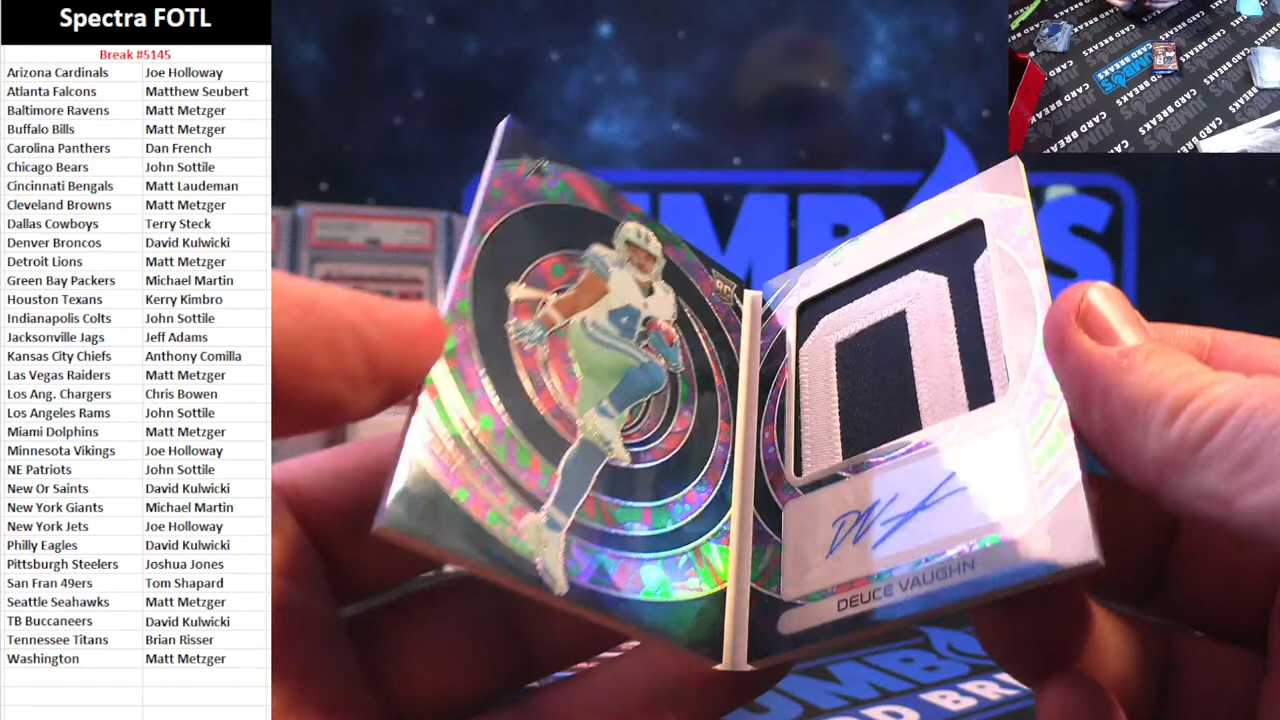 Spectra FOTL
Break #5145
Arizona Cardinals Joe Holloway
Atlanta Falcons Matthew Seubert
Baltimore Ravens Matt Metzger
Buffalo Bills Matt Metzger
Carolina Panthers Dan French
Chicago Bears John Sottile
Cincinnati Bengals Matt Laudeman
Cleveland Browns Matt Metzger
Dallas Cowboys Terry Steck
Denver Broncos David Kulwicki
Detroit Lions Matt Metzger
Green Bay Packers Michael Martin
Houston Texans Kerry Kimbro
Indianapolis Colts John Sottile
Jacksonville Jags Jeff Adams
Kansas City Chiefs Anthony Comilla
Las Vegas Raiders Matt Metzger
Los Ang. Chargers Chris Bowen
Los Angeles Rams John Sottile
Miami Dolphins Matt Metzger
Minnesota Vikings Joe Holloway
NE Patriots John Sottile
New Or Saints David Kulwicki
New York Giants Michael Martin
New York Jets Joe Holloway
Philly Eagles David Kulwicki
Pittsburgh Steelers Joshua Jones
San Fran 49ers Tom Shapard
Seattle Seahawks Matt Metzger
TB Buccaneers David Kulwicki
Tennessee Titans Brian Risser
Washington Matt Metzger
RC
4
DEUCE VAUGHN
JUMBO'S
CARD BREAKS